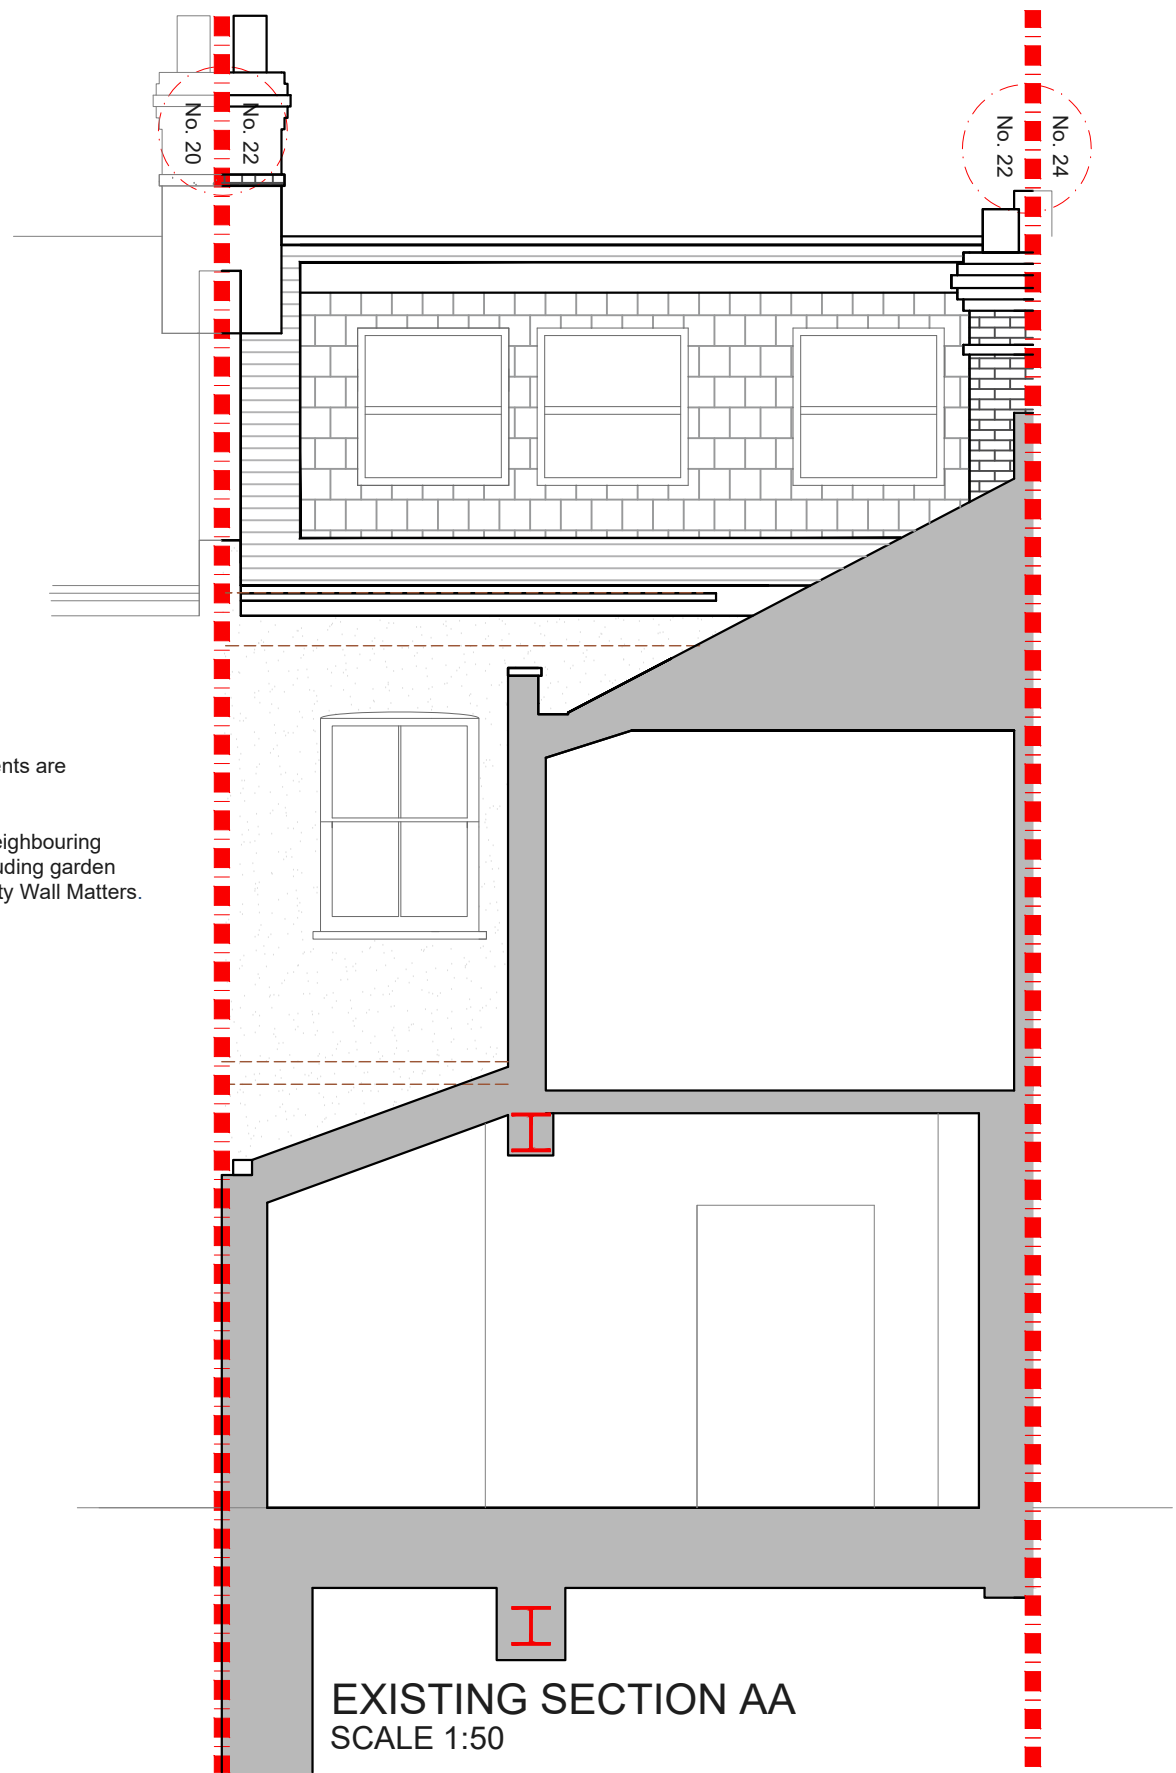 No. 20
No. 22
No. 22
No. 24
ents are
eighbouring
uding garden
ty Wall Matters.
EXISTING SECTION AA
SCALE 1:50